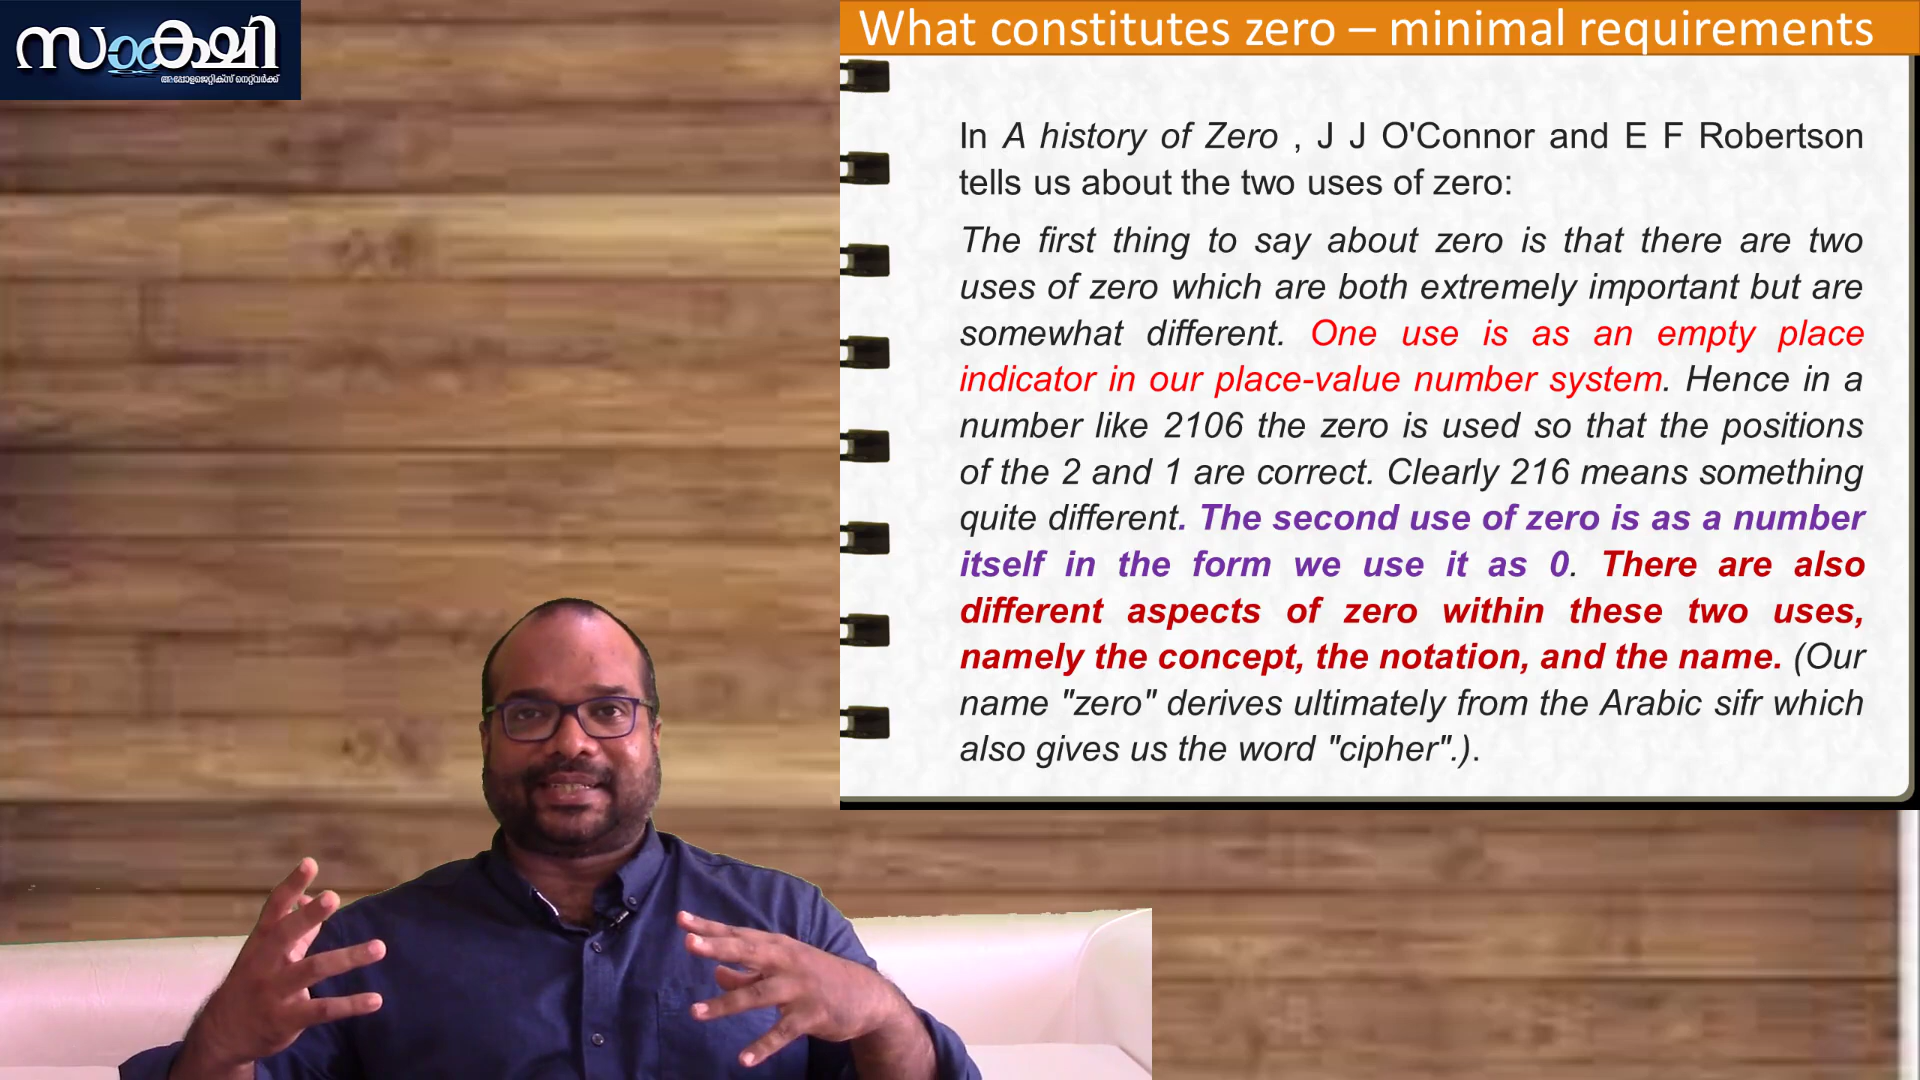 സാക്ഷി
അപ്പോളജെറ്റിക്സ് നെറ്റ്‌വർക്ക്
What constitutes zero – minimal requirements
In A history of Zero , J J O'Connor and E F Robertson
tells us about the two uses of zero:
The first thing to say about zero is that there are two
uses of zero which are both extremely important but are
somewhat different. One use is as an empty place
indicator in our place-value number system. Hence in a
number like 2106 the zero is used so that the positions
of the 2 and 1 are correct. Clearly 216 means something
quite different. The second use of zero is as a number
itself in the form we use it as 0. There are also
different aspects of zero within these two uses,
namely the concept, the notation, and the name. (Our
name "zero" derives ultimately from the Arabic sifr which
also gives us the word "cipher".).